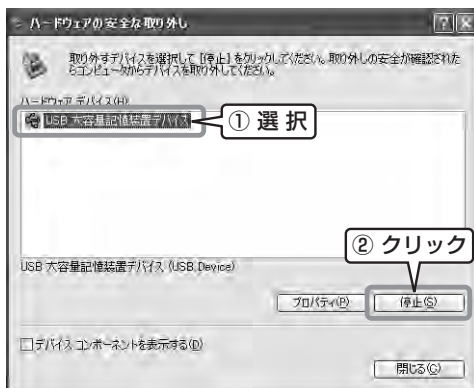 ハードウェアの安全な取り外し
取り外すデバイスを選択して [停止] をクリックしてください。取り外しの安全が確認された
らコンピュータからデバイスを取り外してください。
ハードウェア デバイス(H)
USB 大容量記憶装置デバイス
① 選 択
② クリック
USB 大容量記憶装置デバイス (USB Device)
プロパティ(P)
停止(S)
デバイス コンポーネントを表示する(D)
閉じる(C)